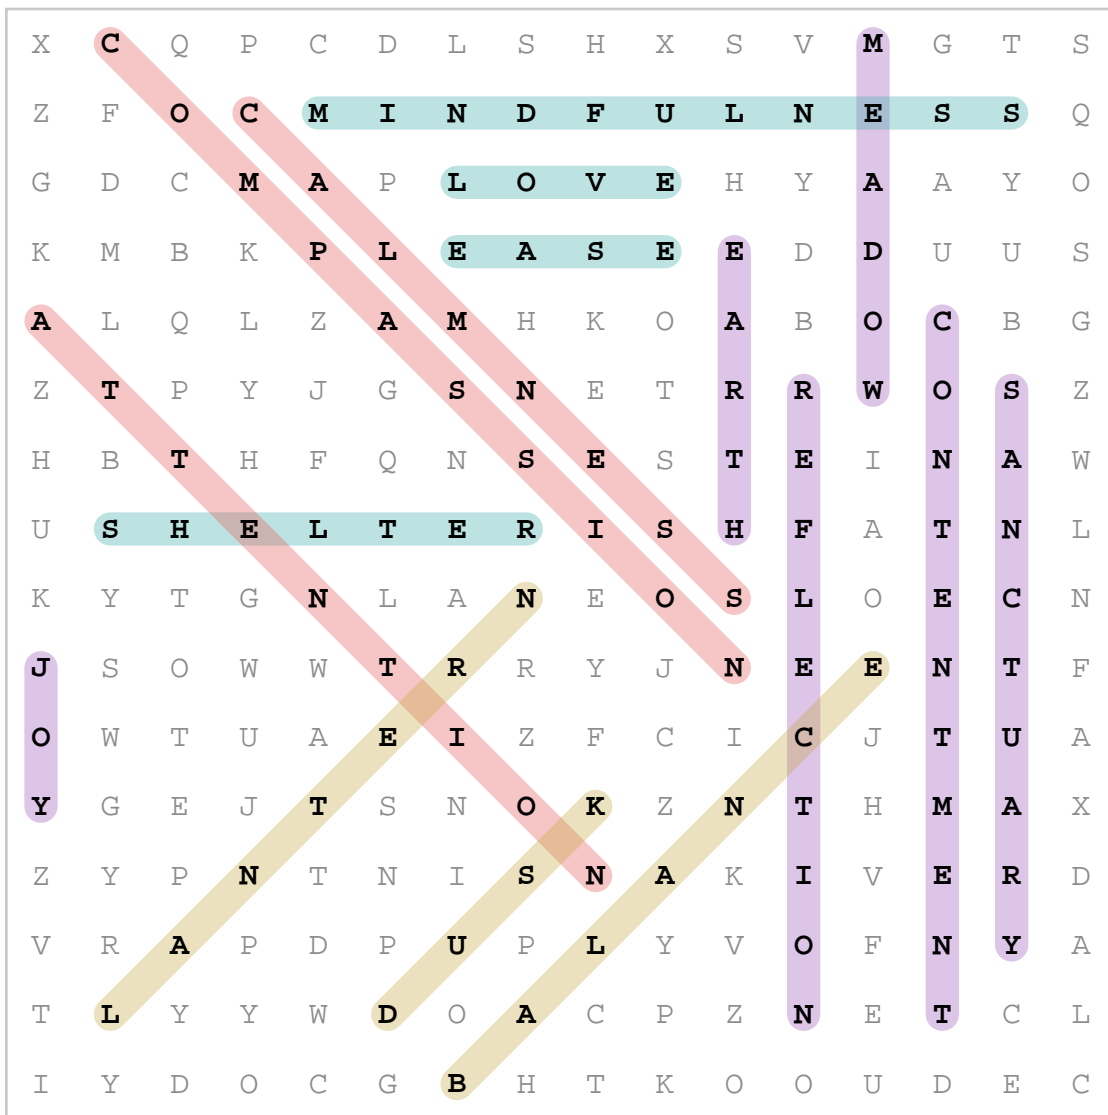 X C Q P C D L S H X S V M G T S
Z F O C M I N D F U L N E S S Q
G D C M A P L O V E H Y A A Y O
K M B K P L E A S E E D D U U S
A L Q L Z A M H K O A B O C B G
Z T P Y J G S N E T R R W O S Z
H B T H F Q N S E S T E I N A W
U S H E L T E R I S H F A T N L
K Y T G N L A N E O S L O E C N
J S O W W T R R Y J N E E N T F
O W T U A E I Z F C I C J T U A
Y G E J T S N O K Z N T H M A X
Z Y P N T N I S N A K I V E R D
V R A P D P U P L Y V O F N Y A
T L Y Y W D O A C P Z N E T C L
I Y D O C G B H T K O O U D E C